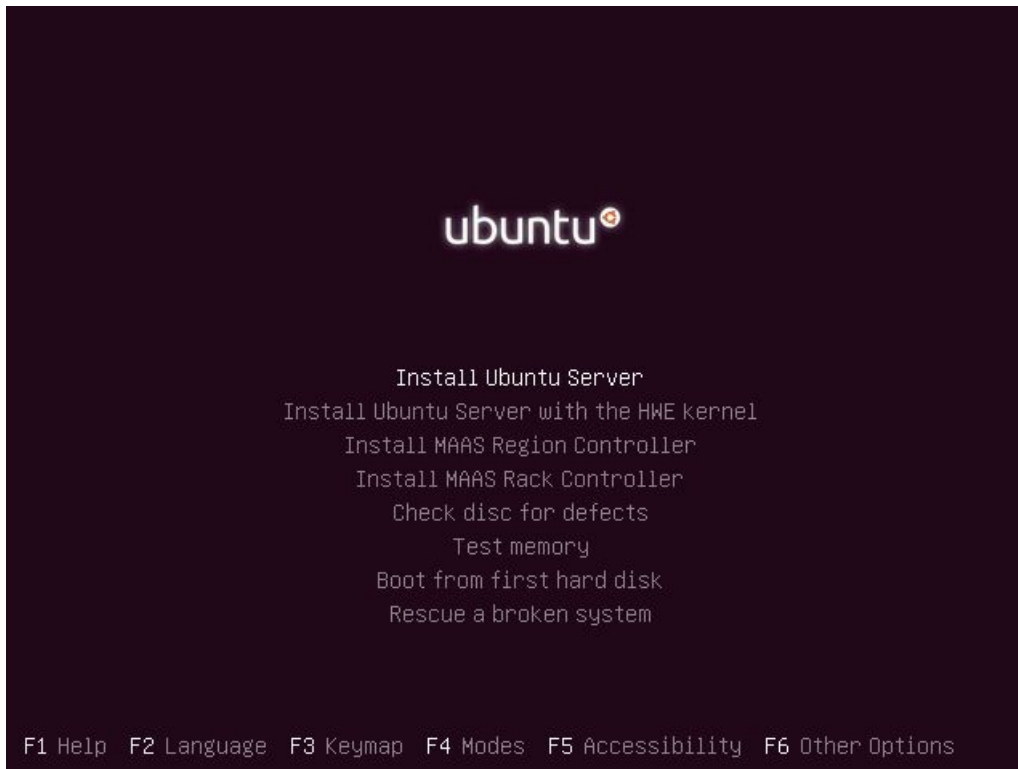 ubuntu
Install Ubuntu Server
Install Ubuntu Server with the HWE kernel
Install MAAS Region Controller
Install MAAS Rack Controller
Check disc for defects
Test memory
Boot from first hard disk
Rescue a broken system
F1 Help F2 Language F3 Keymap F4 Modes F5 Accessibility F6 Other Options